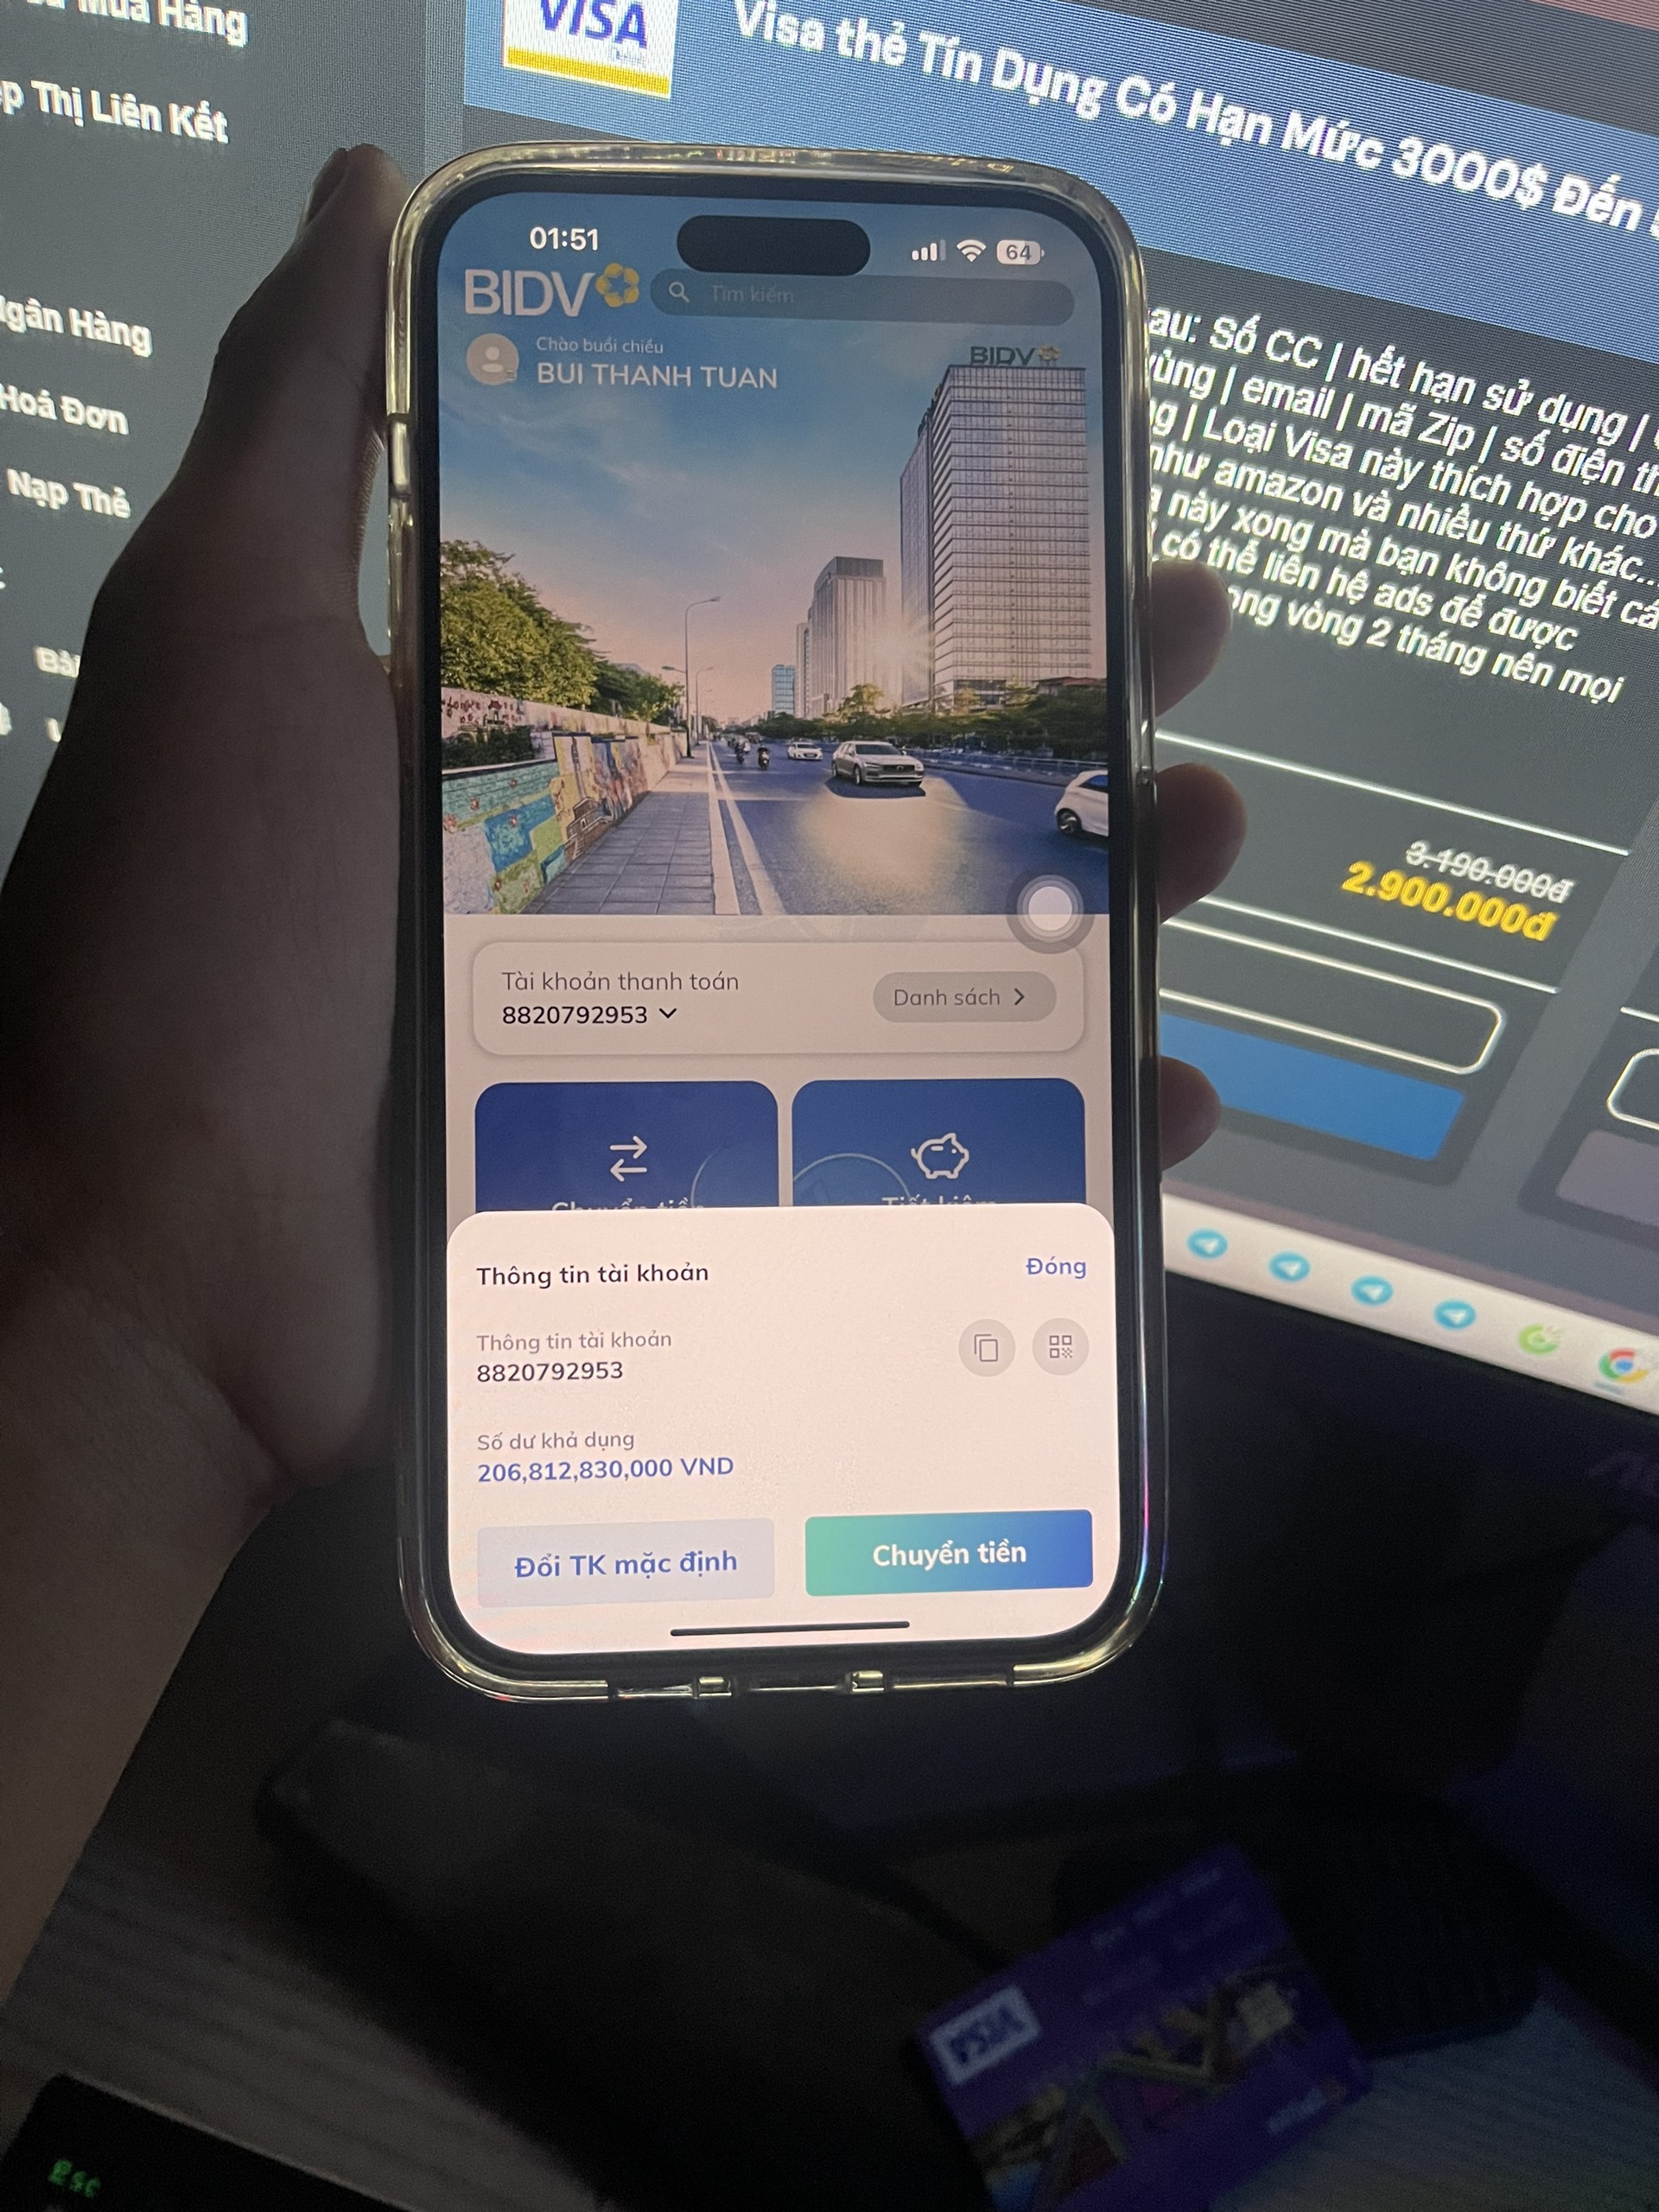 Mua Hàng
Thị Liên Kết
Ngân Hàng
Hoá Đơn
Nạp Thẻ
VISA
Visa thẻ Tín Dụng Có Hạn Mức 3000$ Đến
Số CC | hết hạn sử dụng |
email | mã Zip | số điện
| Loại Visa này thích hợp cho
như amazon và nhiều thứ khác...
này xong mà bạn không biết
có thể liên hệ ads để được
vòng 2 tháng nên mọi
3.190.000đ
2.900.000đ
01:51
64
BIDV
Tìm kiếm
Chào buổi chiều
BUI THANH TUAN
BIDV
Tài khoản thanh toán
8820792953
Danh sách
Chuyển tiền
Tiết kiệm
Thông tin tài khoản
Đóng
Thông tin tài khoản
8820792953
Số dư khả dụng
206,812,830,000 VND
Đổi TK mặc định
Chuyển tiền
VISA
esc